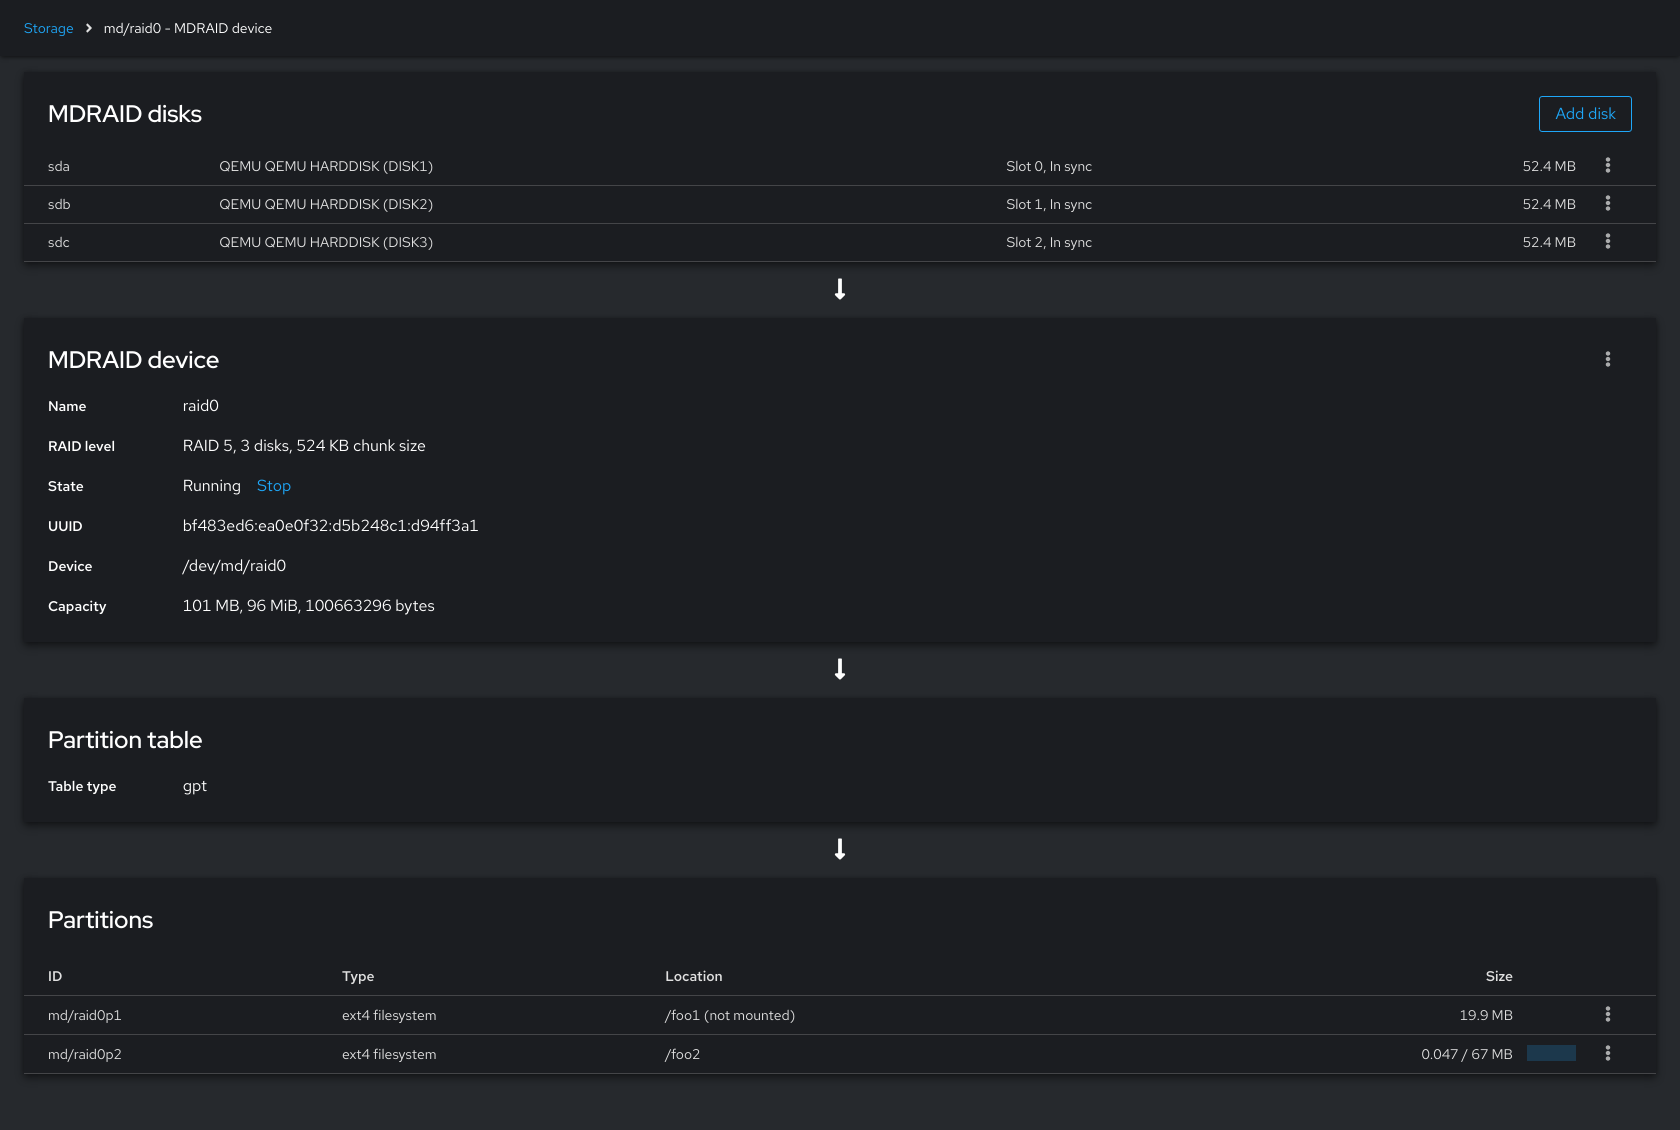 Storage > md/raid0 - MDRAID device
MDRAID disks
Add disk
sda QEMU QEMU HARDDISK (DISK1) Slot 0, In sync 52.4 MB
sdb QEMU QEMU HARDDISK (DISK2) Slot 1, In sync 52.4 MB
sdc QEMU QEMU HARDDISK (DISK3) Slot 2, In sync 52.4 MB
MDRAID device
Name raid0
RAID level RAID 5, 3 disks, 524 KB chunk size
State Running Stop
UUID bf483ed6:ea0e0f32:d5b248c1:d94ff3a1
Device /dev/md/raid0
Capacity 101 MB, 96 MiB, 100663296 bytes
Partition table
Table type gpt
Partitions
ID Type Location Size
md/raid0p1 ext4 filesystem /foo1 (not mounted) 19.9 MB
md/raid0p2 ext4 filesystem /foo2 0.047 / 67 MB